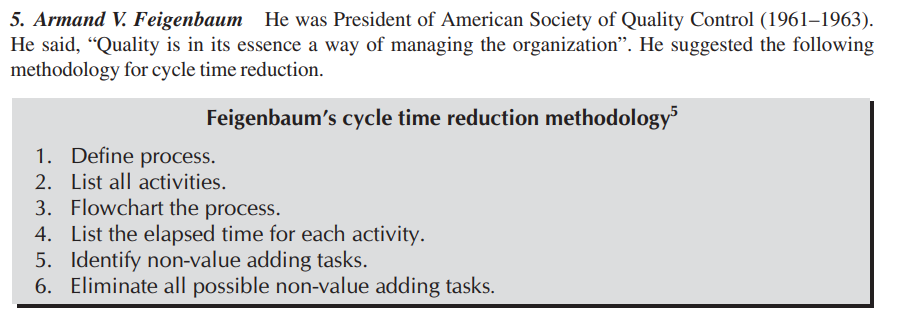 5. Armand V. Feigenbaum He was President of American Society of Quality Control (1961–1963).
He said, “Quality is in its essence a way of managing the organization”. He suggested the following
methodology for cycle time reduction.
Feigenbaum’s cycle time reduction methodology5
1. Define process.
2. List all activities.
3. Flowchart the process.
4. List the elapsed time for each activity.
5. Identify non-value adding tasks.
6. Eliminate all possible non-value adding tasks.